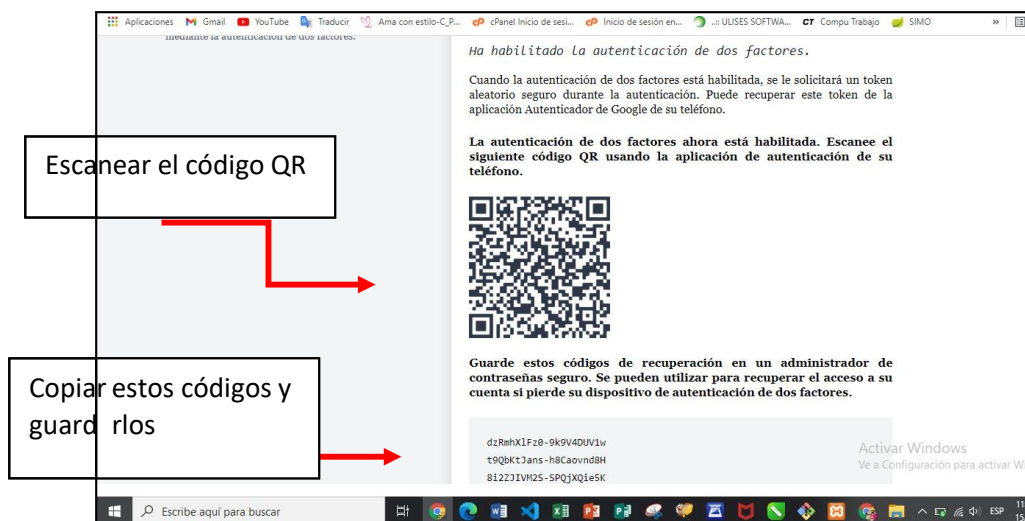 Aplicaciones Gmail YouTube Traducir Ama con estilo-C_P... cPanel Inicio de sesi... Inicio de sesión en... ..:: ULISES SOFTWA... CT Compu Trabajo SIMO »
mediante la autenticación de dos factores.
Ha habilitado la autenticación de dos factores.
Cuando la autenticación de dos factores está habilitada, se le solicitará un token
aleatorio seguro durante la autenticación. Puede recuperar este token de la
aplicación Autenticador de Google de su teléfono.
La autenticación de dos factores ahora está habilitada. Escanee el
siguiente código QR usando la aplicación de autenticación de su
teléfono.
Escanear el código QR
Guarde estos códigos de recuperación en un administrador de
contraseñas seguro. Se pueden utilizar para recuperar el acceso a su
cuenta si pierde su dispositivo de autenticación de dos factores.
Copiar estos códigos y
guard rlos
dzRmhXlFz0-9k9V4DUV1w
t9QbKtJans-h8Caovnd8H
8i2ZJIVM2S-SPQjXQie5K
Activar Windows
Ve a Configuración para activar Wi
Escribe aquí para buscar
ESP
11
15